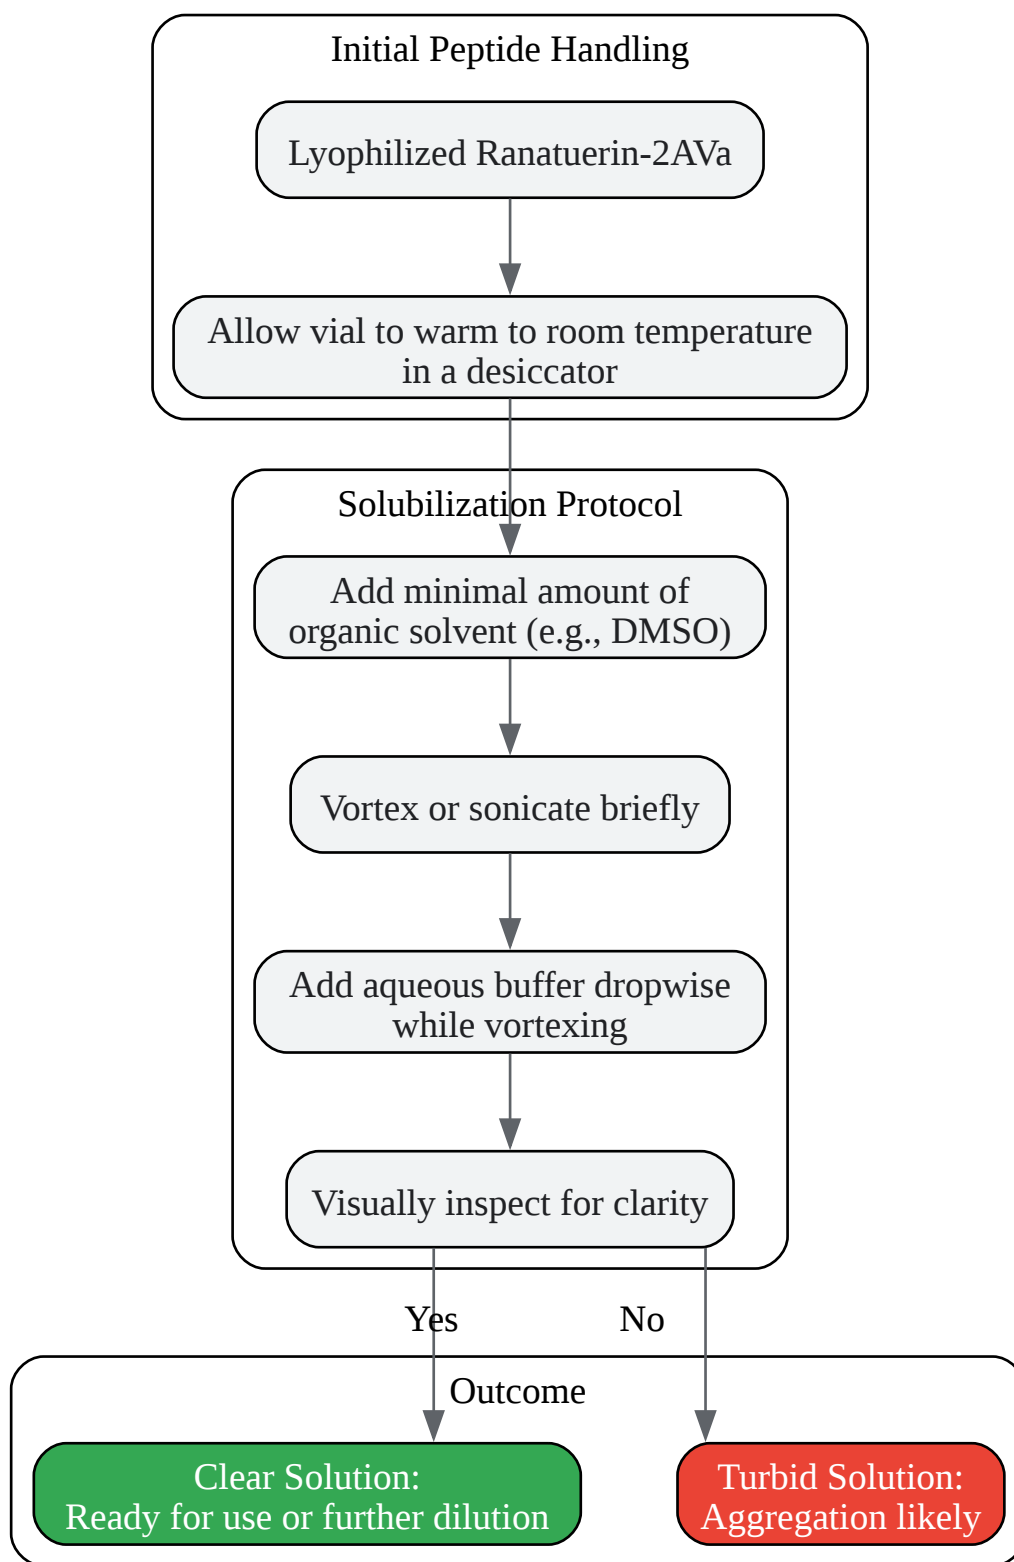 Initial Peptide Handling
Lyophilized Ranatuerin-2AVa
Allow vial to warm to room temperature
in a desiccator
Solubilization Protocol
Add minimal amount of
organic solvent (e.g., DMSO)
Vortex or sonicate briefly
Add aqueous buffer dropwise
while vortexing
Visually inspect for clarity
Yes
No
Outcome
Clear Solution:
Ready for use or further dilution
Turbid Solution:
Aggregation likely